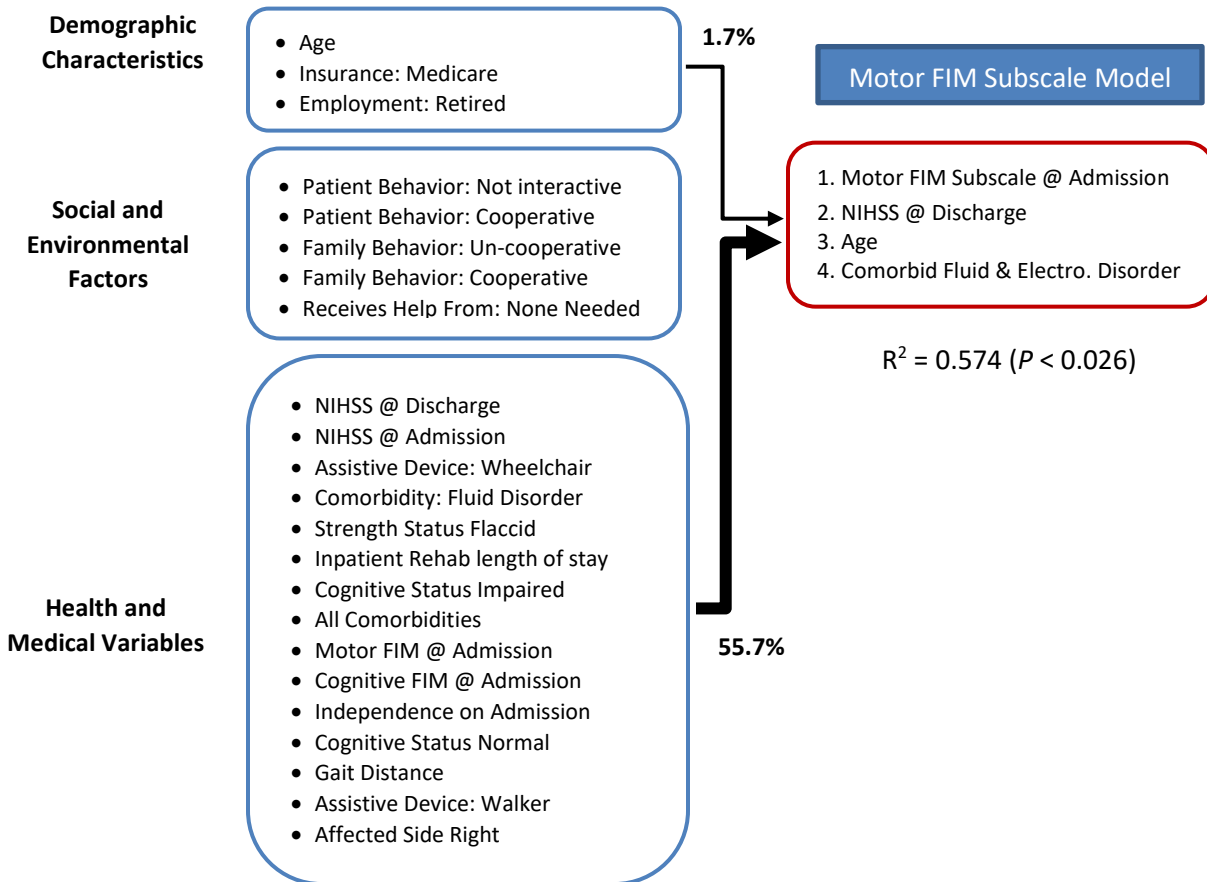 Demographic
Characteristics
• Age
• Insurance: Medicare
• Employment: Retired
1.7%
Motor FIM Subscale Model
Social and
Environmental
Factors
• Patient Behavior: Not interactive
• Patient Behavior: Cooperative
• Family Behavior: Un-cooperative
• Family Behavior: Cooperative
• Receives Help From: None Needed
1. Motor FIM Subscale @ Admission
2. NIHSS @ Discharge
3. Age
4. Comorbid Fluid & Electro. Disorder
R² = 0.574 (P < 0.026)
Health and
Medical Variables
• NIHSS @ Discharge
• NIHSS @ Admission
• Assistive Device: Wheelchair
• Comorbidity: Fluid Disorder
• Strength Status Flaccid
• Inpatient Rehab length of stay
• Cognitive Status Impaired
• All Comorbidities
• Motor FIM @ Admission
• Cognitive FIM @ Admission
• Independence on Admission
• Cognitive Status Normal
• Gait Distance
• Assistive Device: Walker
• Affected Side Right
55.7%